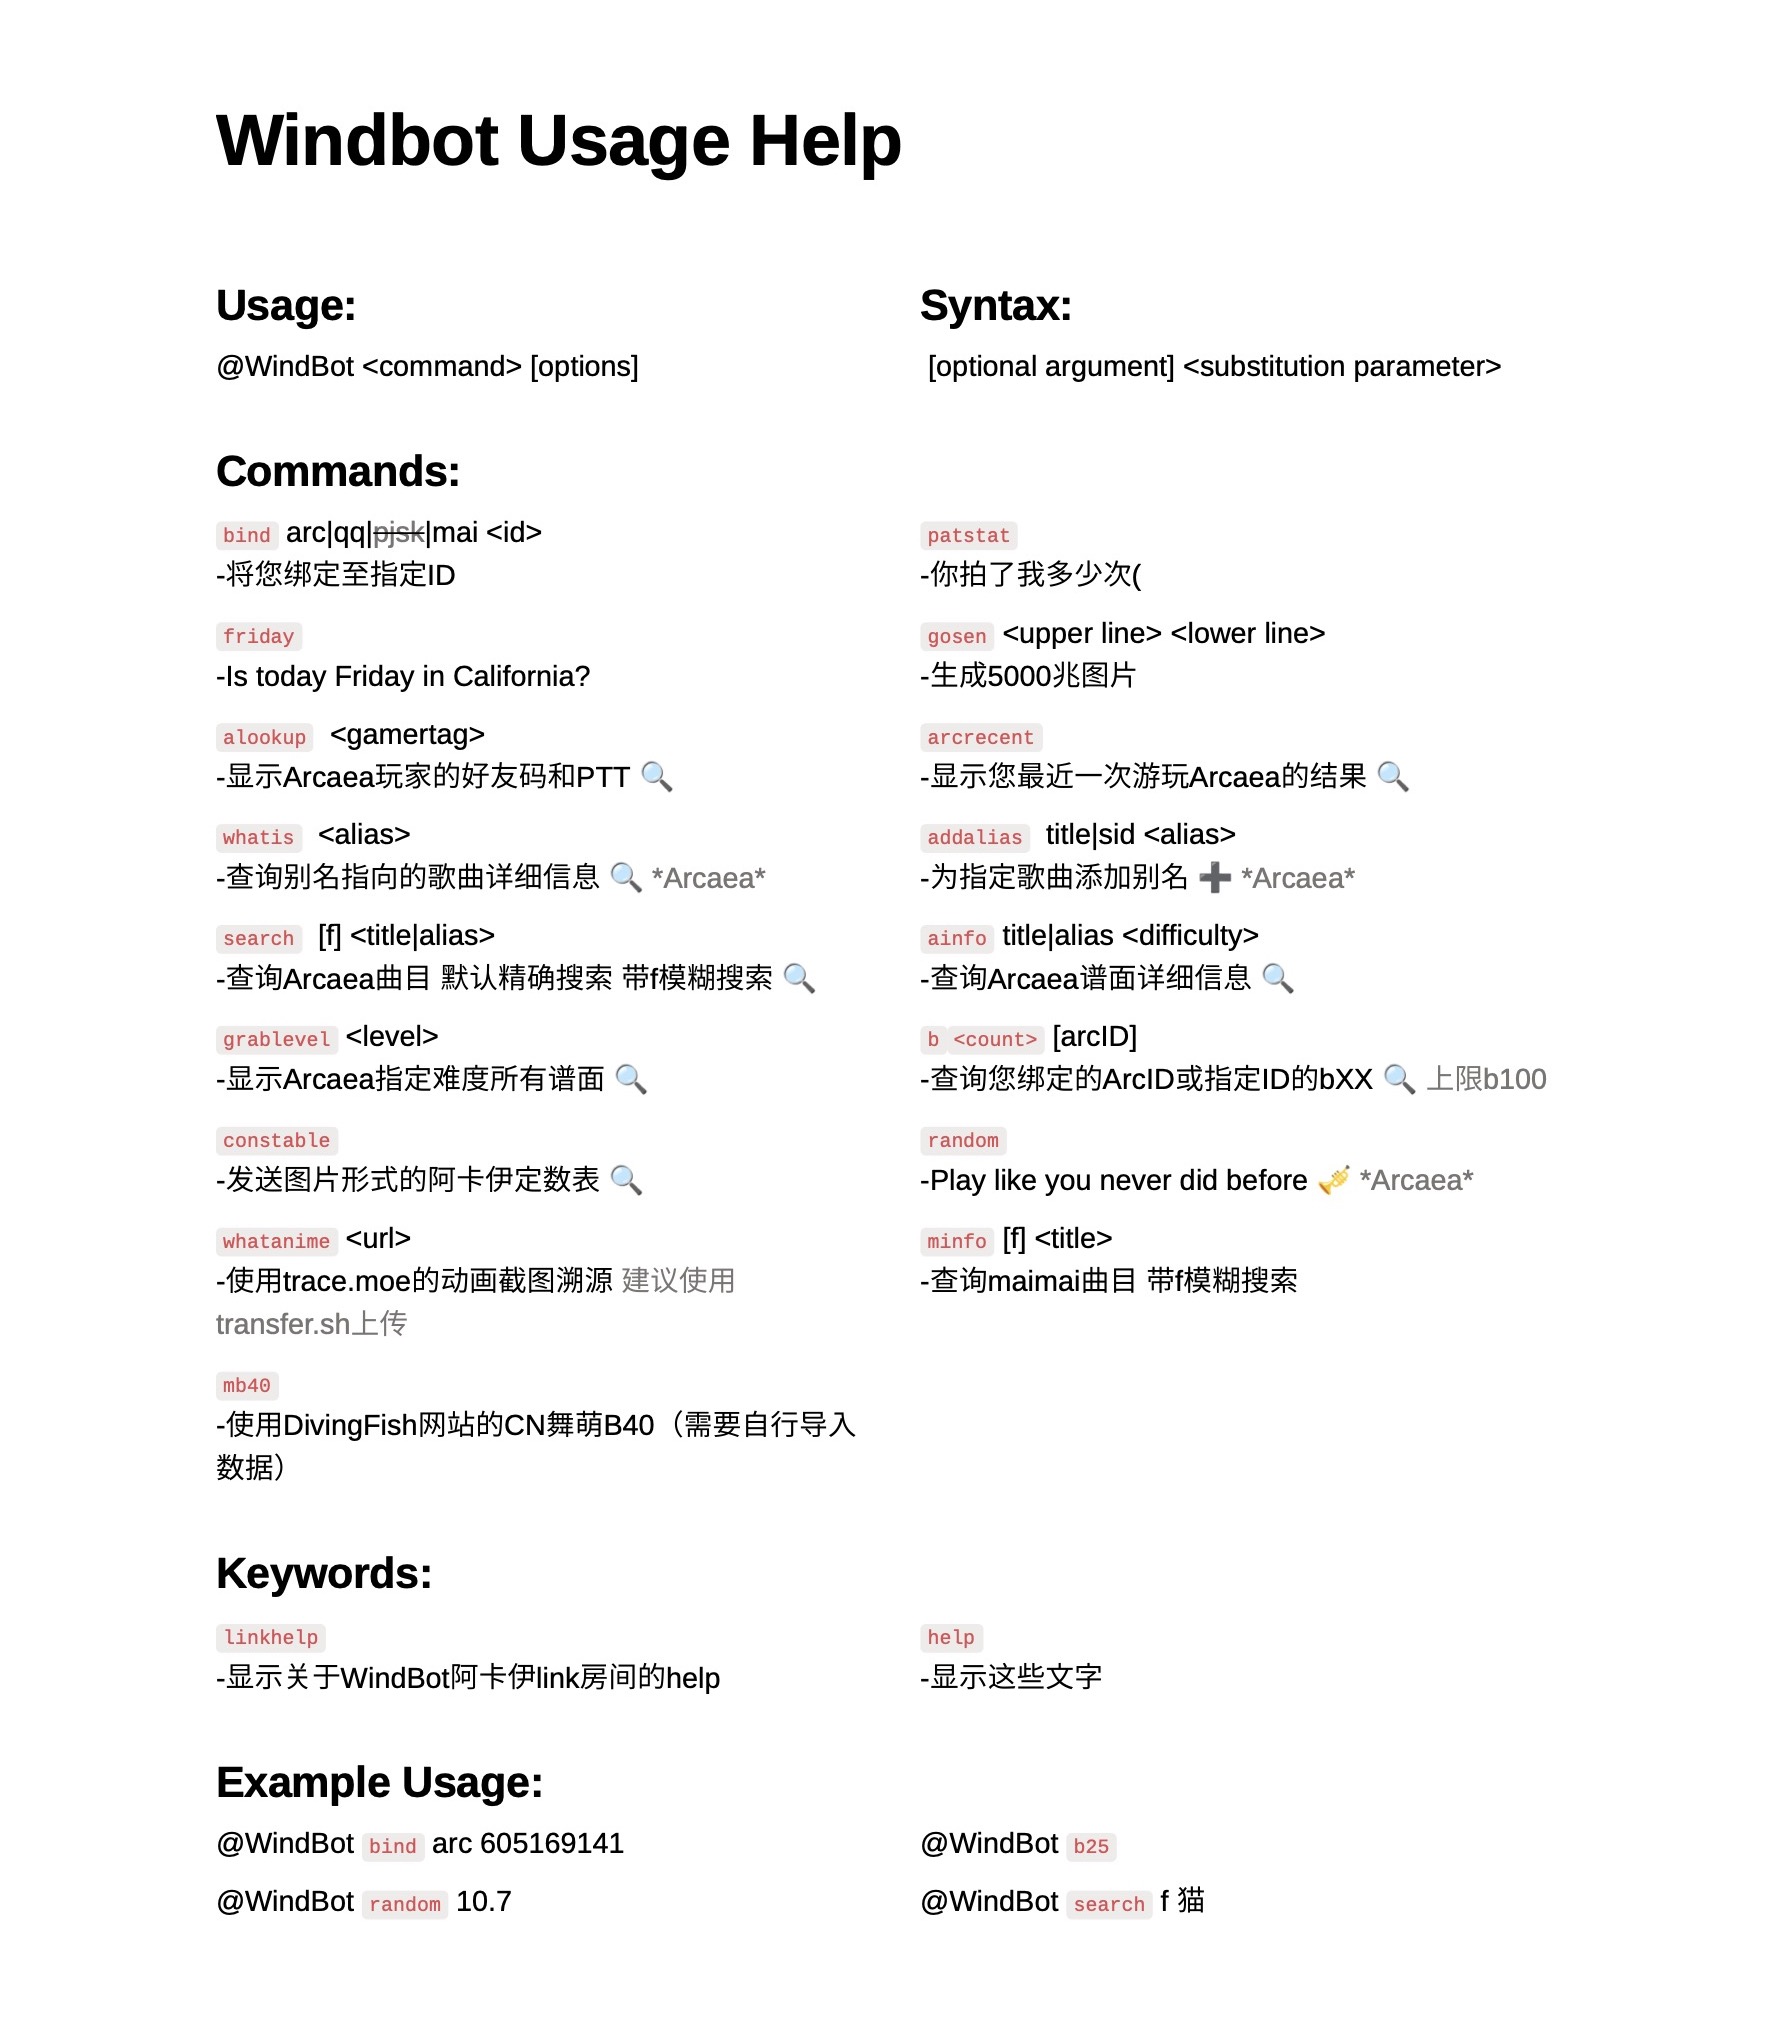 Windbot Usage Help
Usage:
@WindBot <command> [options]
Syntax:
[optional argument] <substitution parameter>
Commands:
bind arc|qq|pjsk|mai <id>
-将您绑定至指定ID
patstat
-你拍了我多少次(
friday
-Is today Friday in California?
gosen <upper line> <lower line>
-生成5000兆图片
alookup <gamertag>
-显示Arcaea玩家的好友码和PTT 🔍
arcrecent
-显示您最近一次游玩Arcaea的结果 🔍
whatis <alias>
-查询别名指向的歌曲详细信息 🔍 *Arcaea*
addalias title|sid <alias>
-为指定歌曲添加别名 ➕ *Arcaea*
search [f] <title|alias>
-查询Arcaea曲目 默认精确搜索 带f模糊搜索 🔍
ainfo title|alias <difficulty>
-查询Arcaea谱面详细信息 🔍
grablevel <level>
-显示Arcaea指定难度所有谱面 🔍
b <count> [arcID]
-查询您绑定的ArcID或指定ID的bXX 🔍 上限b100
constable
-发送图片形式的阿卡伊定数表 🔍
random
-Play like you never did before 🎺 *Arcaea*
whatanime <url>
-使用trace.moe的动画截图溯源 建议使用
transfer.sh上传
minfo [f] <title>
-查询maimai曲目 带f模糊搜索
mb40
-使用DivingFish网站的CN舞萌B40（需要自行导入
数据）
Keywords:
linkhelp
-显示关于WindBot阿卡伊link房间的help
help
-显示这些文字
Example Usage:
@WindBot bind arc 605169141
@WindBot b25
@WindBot random 10.7
@WindBot search f 猫